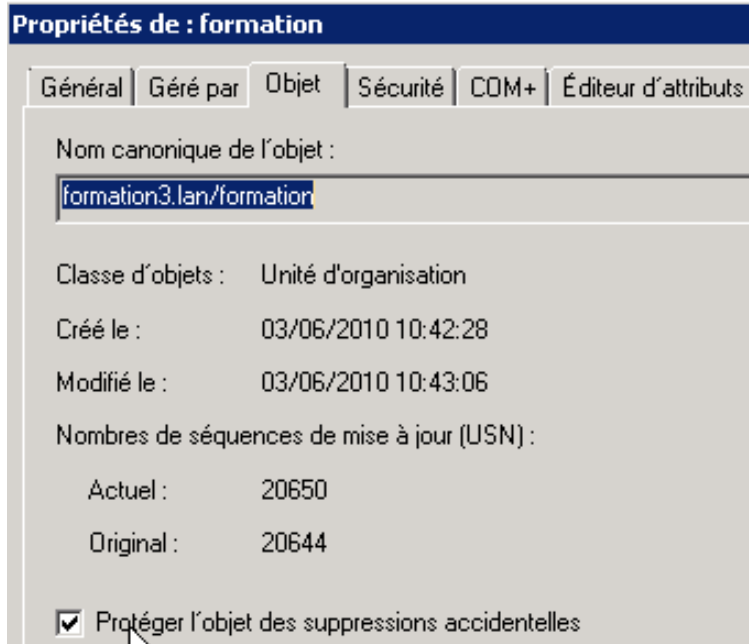 Propriétés de : formation
Général Géré par Objet Sécurité COM+ Éditeur d'attributs
Nom canonique de l'objet :
formation3.lan/formation
Classe d'objets : Unité d'organisation
Créé le : 03/06/2010 10:42:28
Modifié le : 03/06/2010 10:43:06
Nombres de séquences de mise à jour (USN) :
Actuel : 20650
Original : 20644
Protéger l'objet des suppressions accidentelles